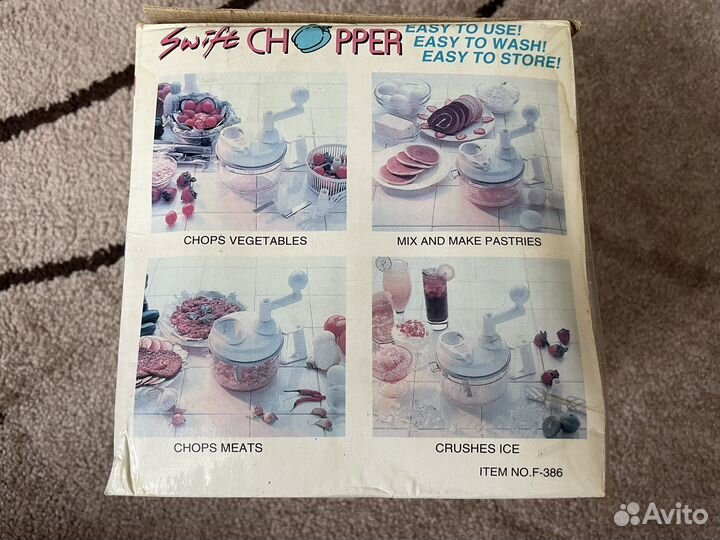 Swift CHOPPER
EASY TO USE!
EASY TO WASH!
EASY TO STORE!
CHOPS VEGETABLES
MIX AND MAKE PASTRIES
CHOPS MEATS
CRUSHES ICE
ITEM NO.F-386
Avito